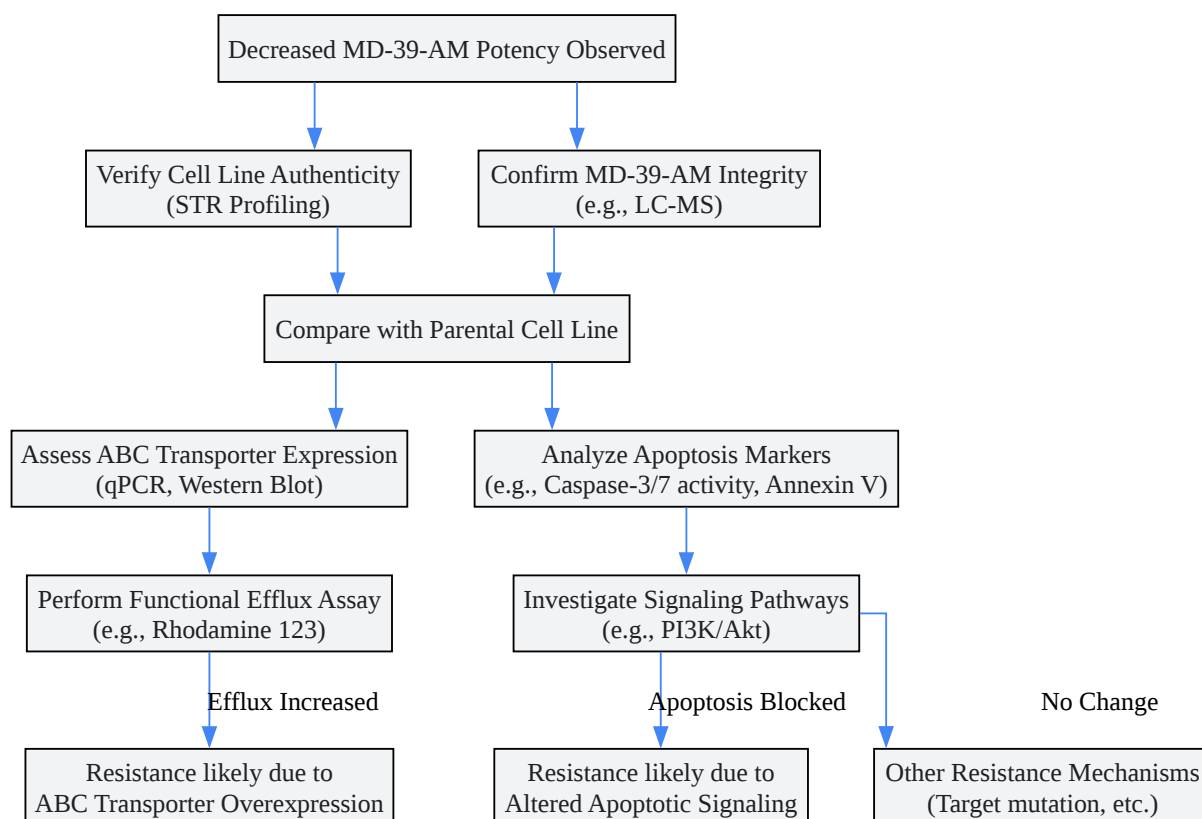 Decreased MD-39-AM Potency Observed
Verify Cell Line Authenticity
(STR Profiling)
Confirm MD-39-AM Integrity
(e.g., LC-MS)
Compare with Parental Cell Line
Assess ABC Transporter Expression
(qPCR, Western Blot)
Analyze Apoptosis Markers
(e.g., Caspase-3/7 activity, Annexin V)
Perform Functional Efflux Assay
(e.g., Rhodamine 123)
Investigate Signaling Pathways
(e.g., PI3K/Akt)
Efflux Increased
Apoptosis Blocked
No Change
Resistance likely due to
ABC Transporter Overexpression
Resistance likely due to
Altered Apoptotic Signaling
Other Resistance Mechanisms
(Target mutation, etc.)